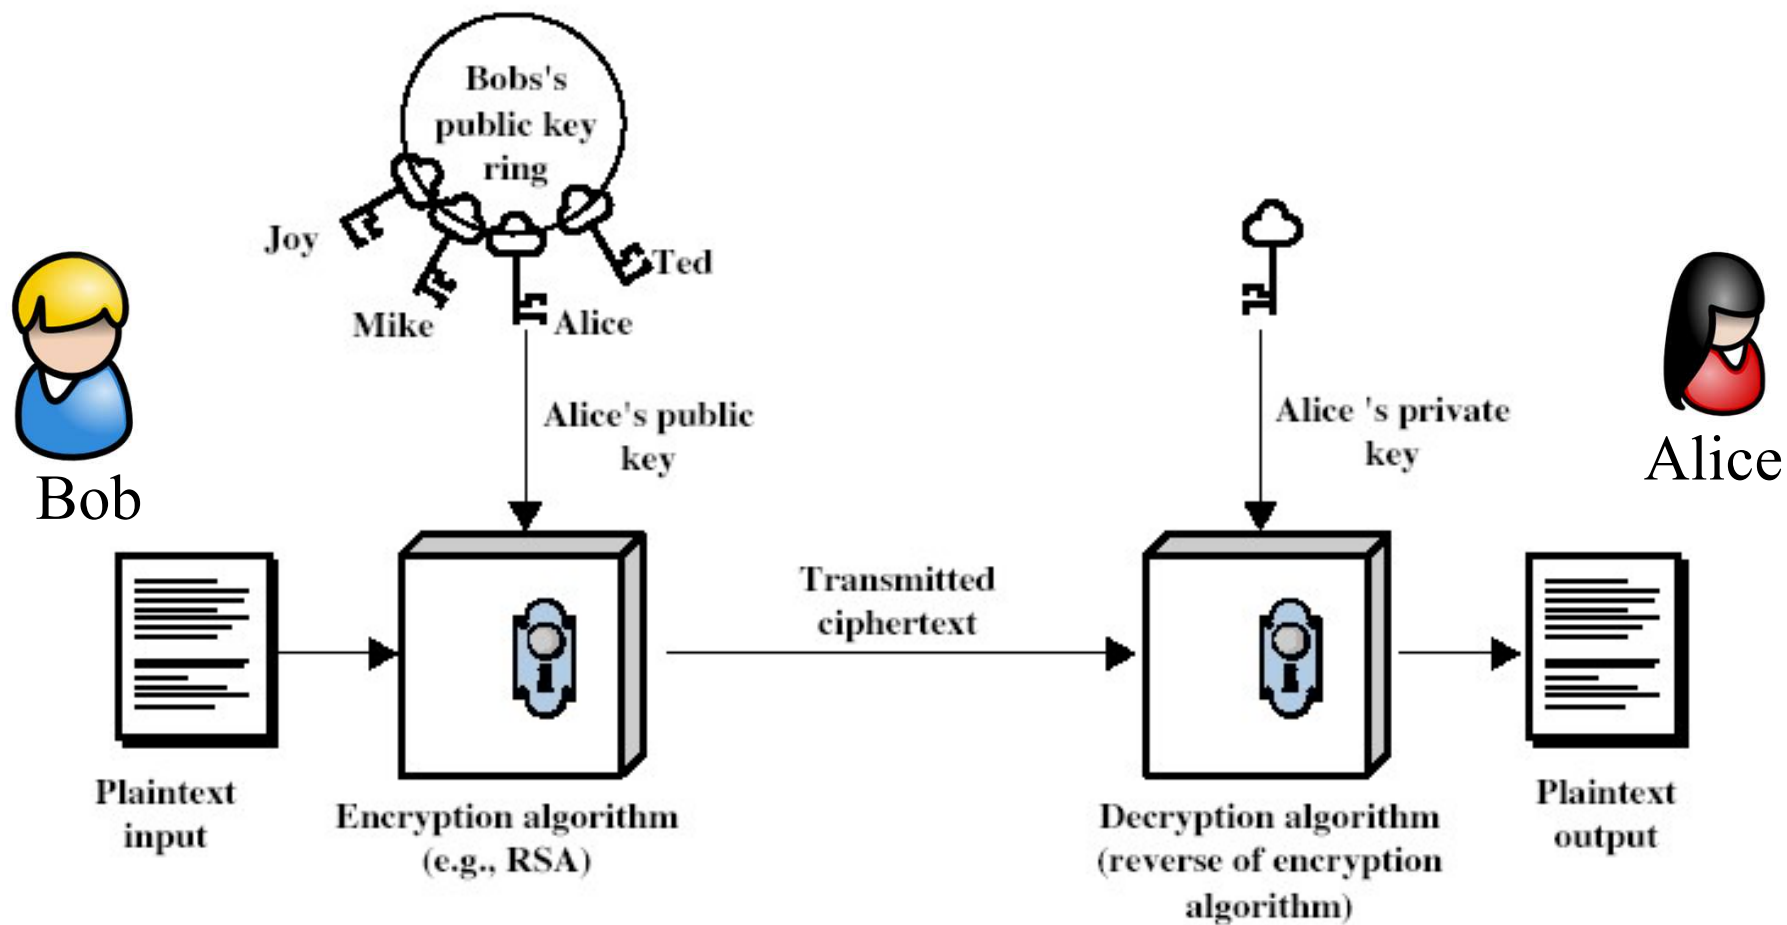 Bobs's
public key
ring
Joy
Mike
Alice
Ted
Bob
Alice
Alice's public
key
Alice 's private
key
Transmitted
ciphertext
Plaintext
input
Encryption algorithm
(e.g., RSA)
Decryption algorithm
(reverse of encryption
algorithm)
Plaintext
output